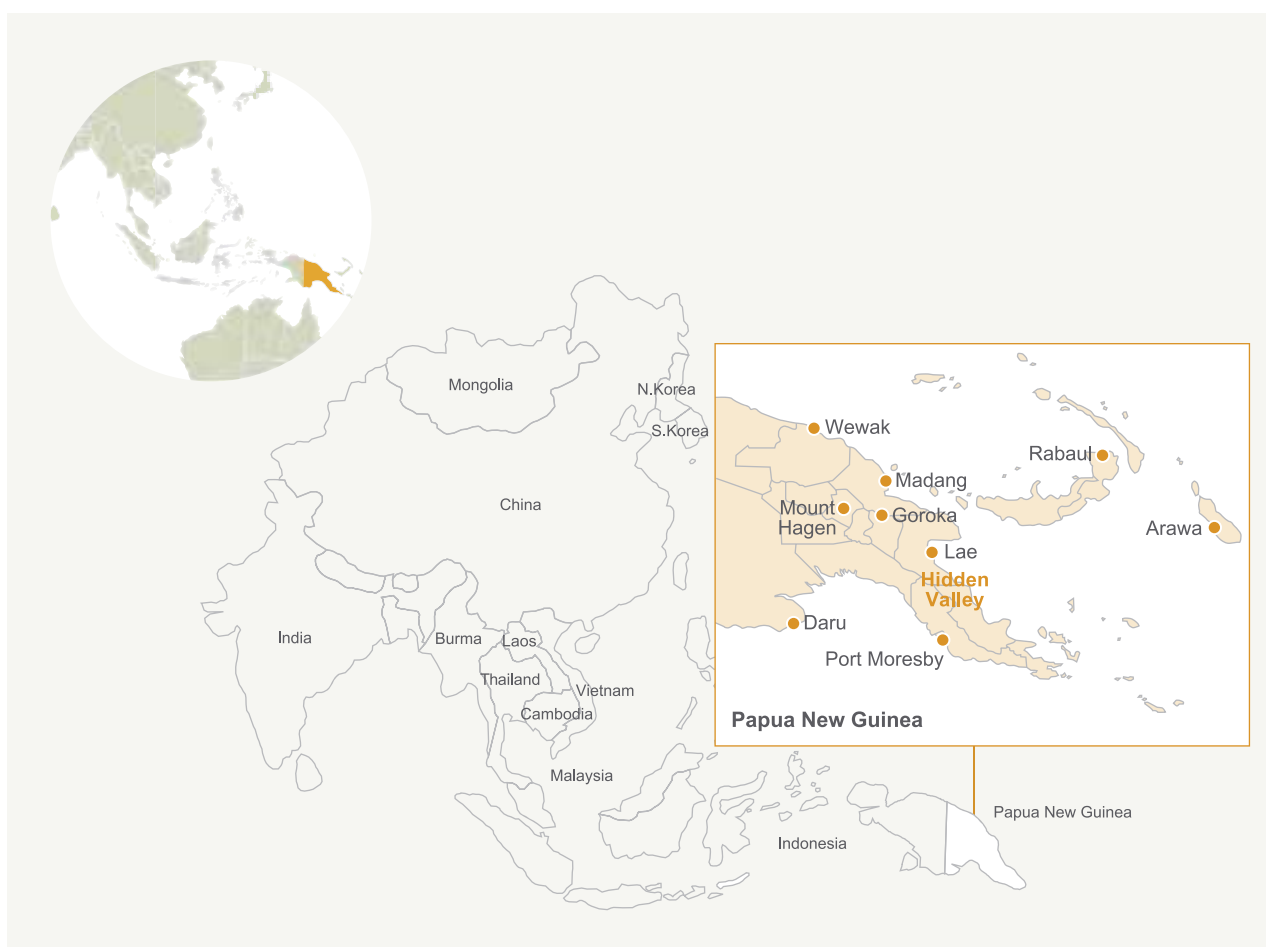 Mongolia
N.Korea
S.Korea
China
India
Burma
Laos
Thailand
Vietnam
Cambodia
Malaysia
Indonesia
Papua New Guinea
Wewak
Rabaul
Madang
Mount
Hagen
Goroka
Arawa
Lae
Hidden
Valley
Daru
Port Moresby
Papua New Guinea